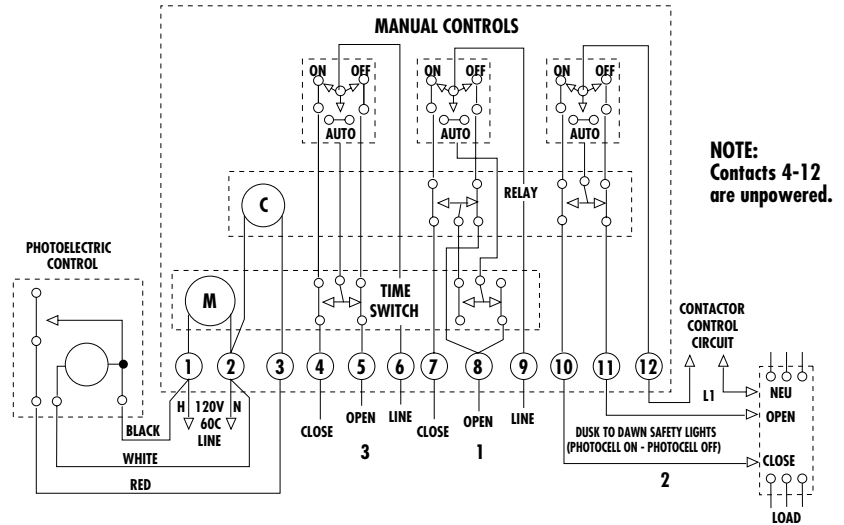 MANUAL CONTROLS
ON OFF
ON OFF
ON OFF
AUTO
AUTO
AUTO
NOTE:
Contacts 4-12
are unpowered.
RELAY
C
PHOTOELECTRIC
CONTROL
M
TIME
SWITCH
CONTACTOR
CONTROL
CIRCUIT
1 2 3 4 5 6 7 8 9 10 11 12
L1
NEU
OPEN
CLOSE
LOAD
H 120V N
60C
LINE
BLACK
WHITE
RED
CLOSE OPEN LINE
3
CLOSE OPEN LINE
1
DUSK TO DAWN SAFETY LIGHTS
(PHOTOCELL ON - PHOTOCELL OFF)
2